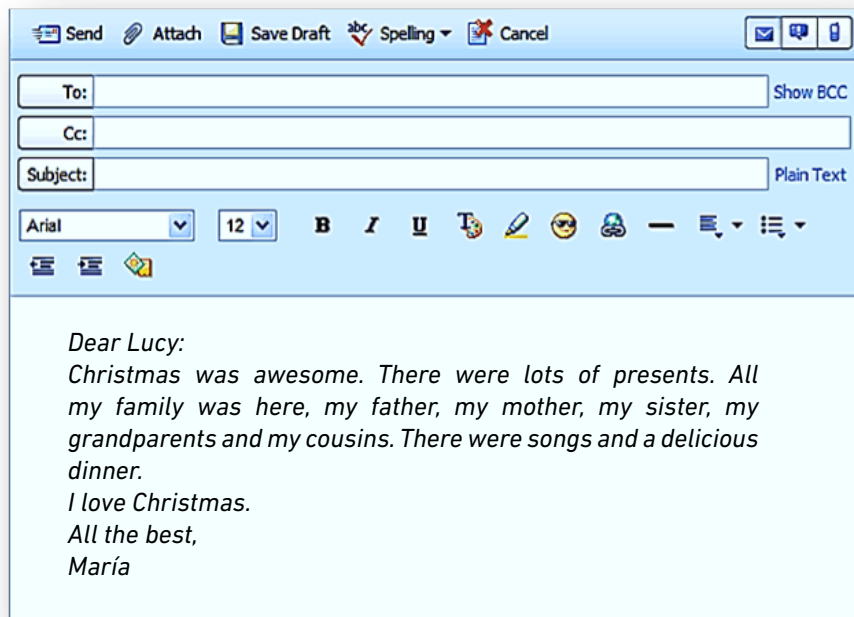 Send Attach Save Draft Spelling Cancel
To: Show BCC
Cc:
Subject: Plain Text
Arial 12 B I U
Dear Lucy:
Christmas was awesome. There were lots of presents. All
my family was here, my father, my mother, my sister, my
grandparents and my cousins. There were songs and a delicious
dinner.
I love Christmas.
All the best,
María